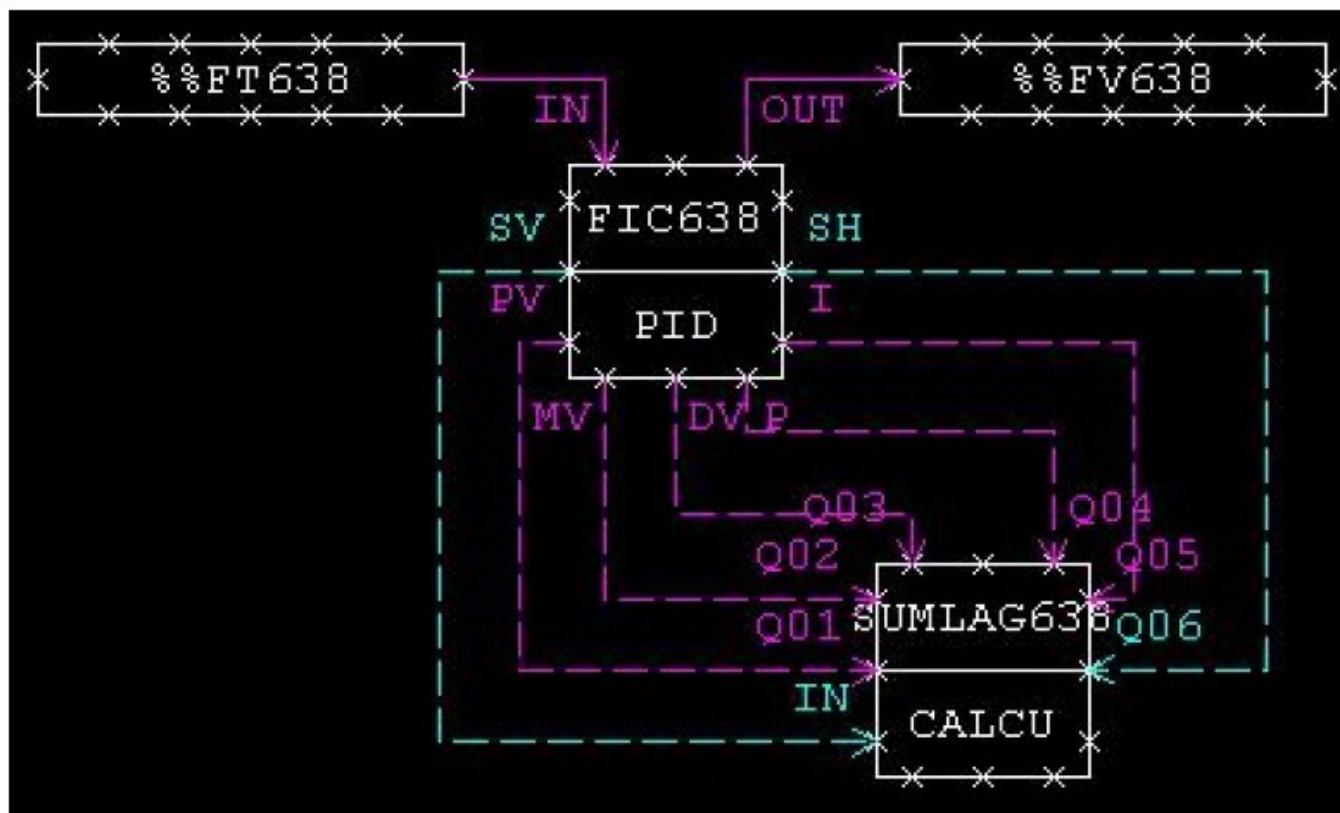 %%FT638 %%FV638
IN OUT
SV FIC638 SH
PV I
PID
MV DV P
Q03 Q04
Q02 Q05
Q01 SUMLAG638 Q06
IN
CALCU